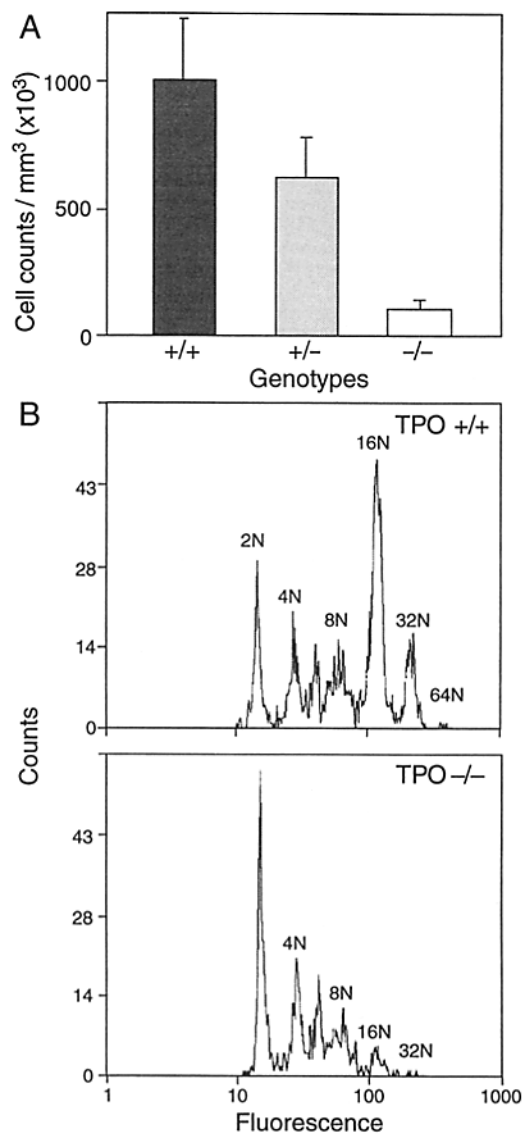 A
Cell counts / mm³ (x10³)
1000
500
0
+/+
+/–
–/–
Genotypes
B
Counts
TPO +/+
43
28
14
0
2N
4N
8N
16N
32N
64N
TPO –/–
43
28
14
0
4N
8N
16N
32N
1
10
100
1000
Fluorescence